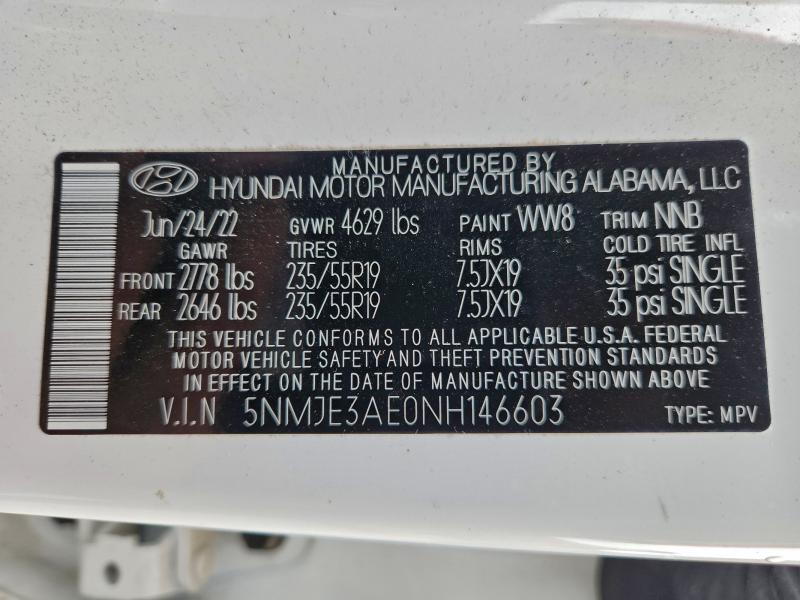 MANUFACTURED BY
HYUNDAI MOTOR MANUFACTURING ALABAMA, LLC
Jun/24/22 GVWR 4629 lbs PAINT WW8 TRIM NNB
GAWR TIRES RIMS COLD TIRE INFL
FRONT 2778 lbs 235/55R19 7.5JX19 35 psi SINGLE
REAR 2646 lbs 235/55R19 7.5JX19 35 psi SINGLE
THIS VEHICLE CONFORMS TO ALL APPLICABLE U.S.A. FEDERAL
MOTOR VEHICLE SAFETY AND THEFT PREVENTION STANDARDS
IN EFFECT ON THE DATE OF MANUFACTURE SHOWN ABOVE
V.I.N 5NMJE3AE0NH146603 TYPE: MPV